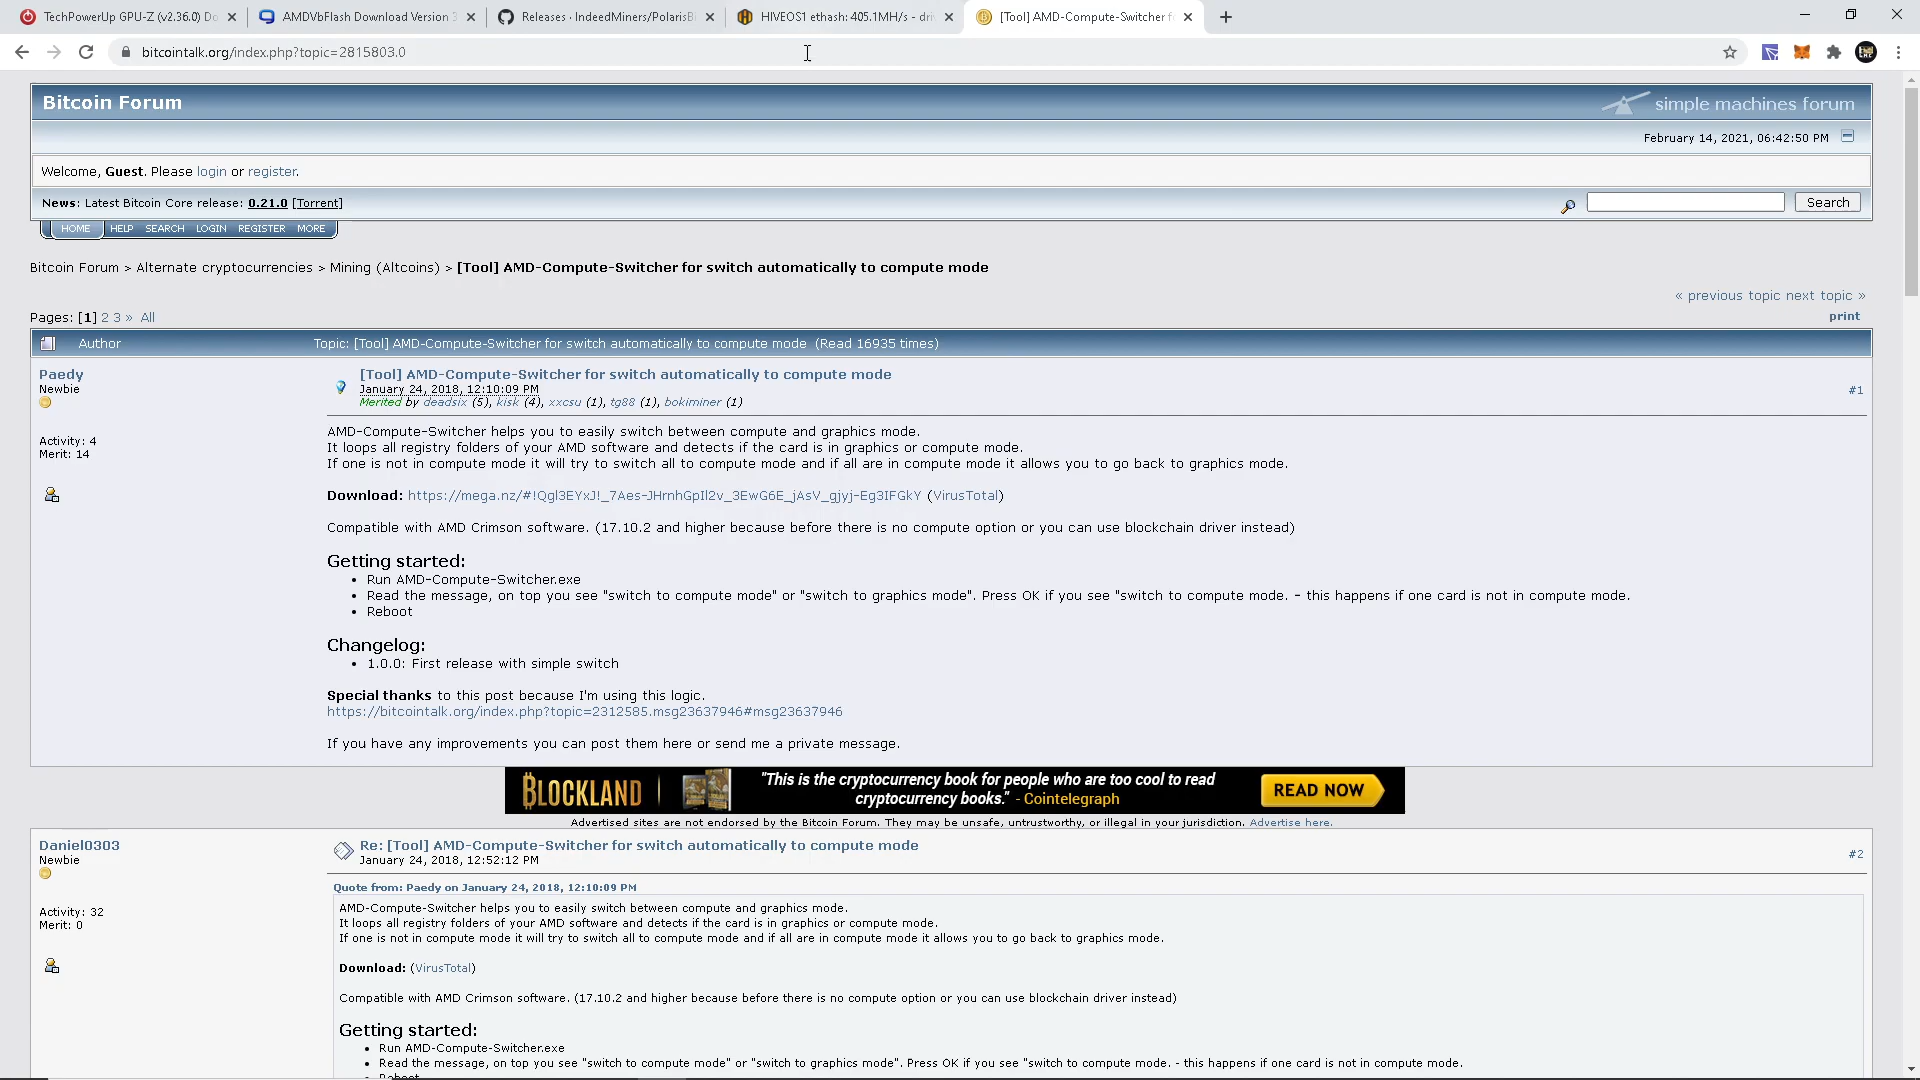 TechPowerUp GPU-Z (v2.36.0) Do
AMDVbFlash Download Version 3
Releases · IndeedMiners/PolarisBi
HIVEOS1 ethash: 405.1MH/s - dri
[Tool] AMD-Compute-Switcher fo
bitcointalk.org/index.php?topic=2815803.0
Bitcoin Forum
simple machines forum
February 14, 2021, 06:42:50 PM
Welcome, Guest. Please login or register.
News: Latest Bitcoin Core release: 0.21.0 [Torrent]
Search
HOME HELP SEARCH LOGIN REGISTER MORE
Bitcoin Forum > Alternate cryptocurrencies > Mining (Altcoins) > [Tool] AMD-Compute-Switcher for switch automatically to compute mode
« previous topic next topic »
Pages: [1] 2 3 » All
print
Author Topic: [Tool] AMD-Compute-Switcher for switch automatically to compute mode (Read 16935 times)
Paedy
Newbie
Activity: 4
Merit: 14
[Tool] AMD-Compute-Switcher for switch automatically to compute mode
January 24, 2018, 12:10:09 PM
Merited by deadsix (5), kisk (4), xxcsu (1), tg88 (1), bokiminer (1)
#1
AMD-Compute-Switcher helps you to easily switch between compute and graphics mode.
It loops all registry folders of your AMD software and detects if the card is in graphics or compute mode.
If one is not in compute mode it will try to switch all to compute mode and if all are in compute mode it allows you to go back to graphics mode.
Download: https://mega.nz/#!Qgl3EYxJ!_7Aes-JHrnhGpIl2v_3EwG6E_jAsV_gjyj-Eg3IFGkY (VirusTotal)
Compatible with AMD Crimson software. (17.10.2 and higher because before there is no compute option or you can use blockchain driver instead)
Getting started:
• Run AMD-Compute-Switcher.exe
• Read the message, on top you see "switch to compute mode" or "switch to graphics mode". Press OK if you see "switch to compute mode. - this happens if one card is not in compute mode.
• Reboot
Changelog:
• 1.0.0: First release with simple switch
Special thanks to this post because I'm using this logic.
https://bitcointalk.org/index.php?topic=2312585.msg23637946#msg23637946
If you have any improvements you can post them here or send me a private message.
BLOCKLAND
"This is the cryptocurrency book for people who are too cool to read
cryptocurrency books." - Cointelegraph
READ NOW
Advertised sites are not endorsed by the Bitcoin Forum. They may be unsafe, untrustworthy, or illegal in your jurisdiction. Advertise here.
Daniel0303
Newbie
Activity: 32
Merit: 0
Re: [Tool] AMD-Compute-Switcher for switch automatically to compute mode
January 24, 2018, 12:52:12 PM
#2
Quote from: Paedy on January 24, 2018, 12:10:09 PM
AMD-Compute-Switcher helps you to easily switch between compute and graphics mode.
It loops all registry folders of your AMD software and detects if the card is in graphics or compute mode.
If one is not in compute mode it will try to switch all to compute mode and if all are in compute mode it allows you to go back to graphics mode.
Download: (VirusTotal)
Compatible with AMD Crimson software. (17.10.2 and higher because before there is no compute option or you can use blockchain driver instead)
Getting started:
• Run AMD-Compute-Switcher.exe
• Read the message, on top you see "switch to compute mode" or "switch to graphics mode". Press OK if you see "switch to compute mode. - this happens if one card is not in compute mode.
• Reboot